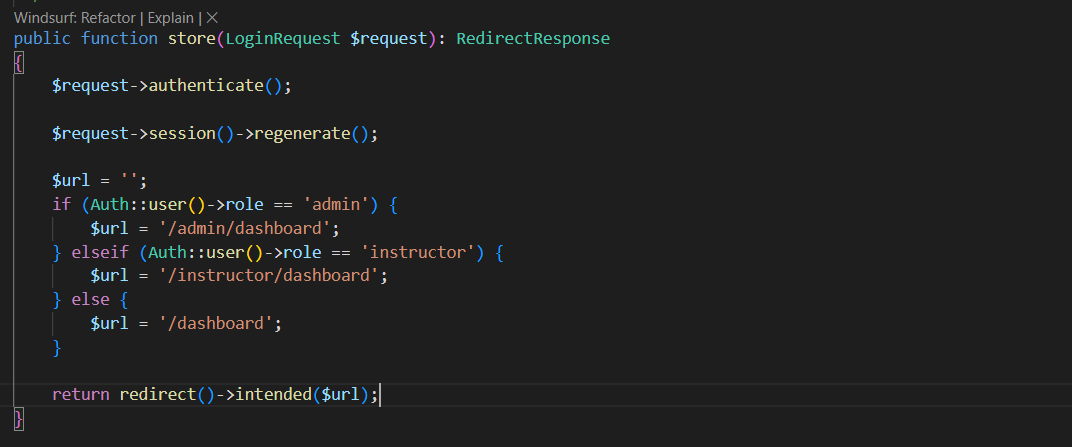 Windsurf: Refactor | Explain | ×
public function store(LoginRequest $request): RedirectResponse
{
    $request->authenticate();

    $request->session()->regenerate();

    $url = '';
    if (Auth::user()->role == 'admin') {
        $url = '/admin/dashboard';
    } elseif (Auth::user()->role == 'instructor') {
        $url = '/instructor/dashboard';
    } else {
        $url = '/dashboard';
    }

    return redirect()->intended($url);
}